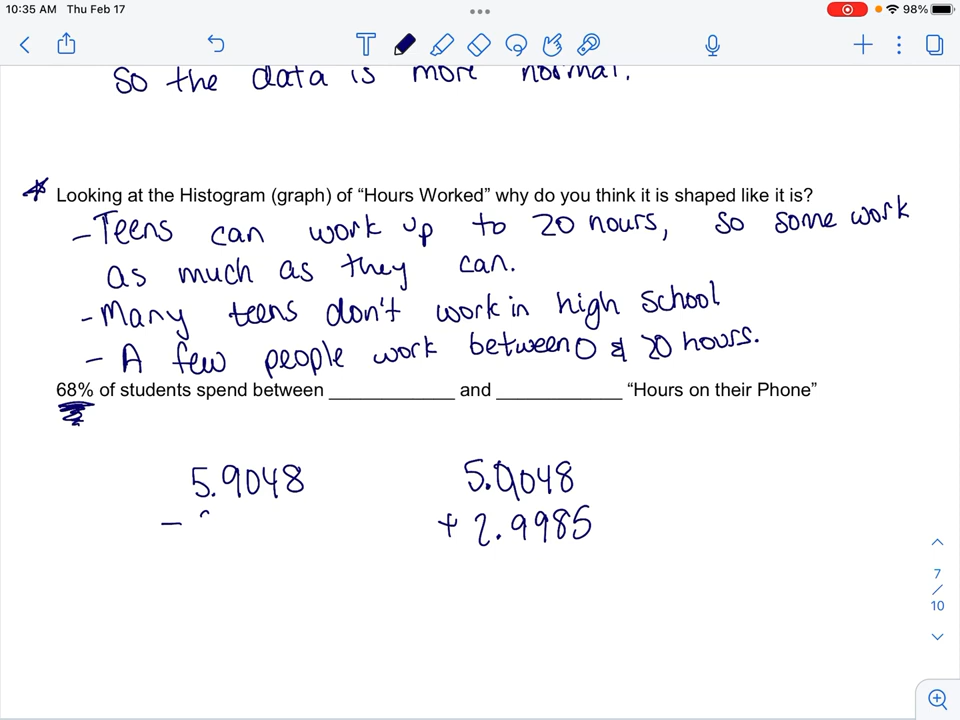 10:35 AM Thu Feb 17
98%
So the data is more normal.
Looking at the Histogram (graph) of “Hours Worked” why do you think it is shaped like it is?
- Teens can work up to 20 hours, so some work
as much as they can.
- Many teens don't work in high school
- A few people work between 0 & 20 hours.
68% of students spend between ____________ and ____________ “Hours on their Phone”
5.9048 5.9048
- + 2.9985
7
/
10